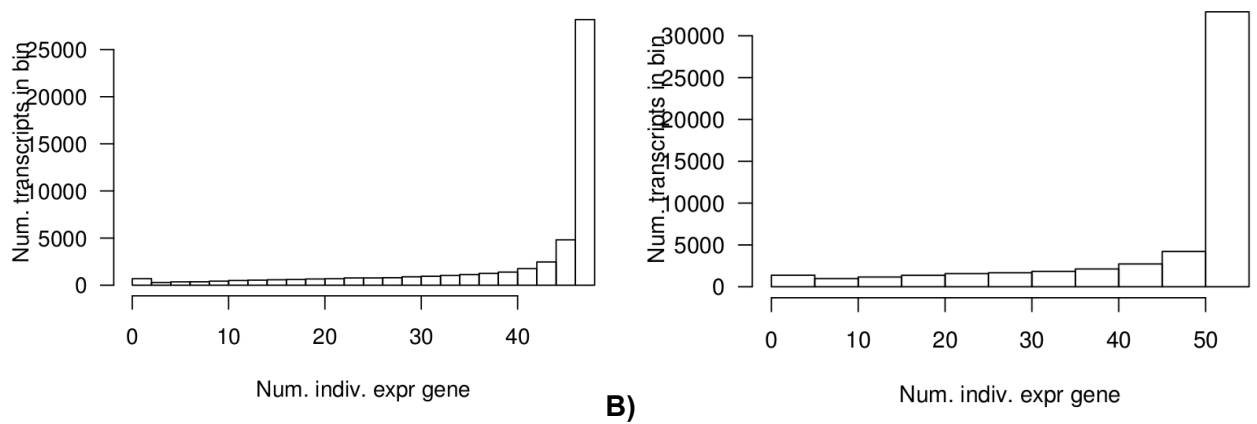 Num. transcripts in bin
25000
20000
15000
10000
5000
0
0 10 20 30 40
Num. indiv. expr gene
B)
Num. transcripts in bin
30000
25000
20000
15000
10000
5000
0
0 10 20 30 40 50
Num. indiv. expr gene